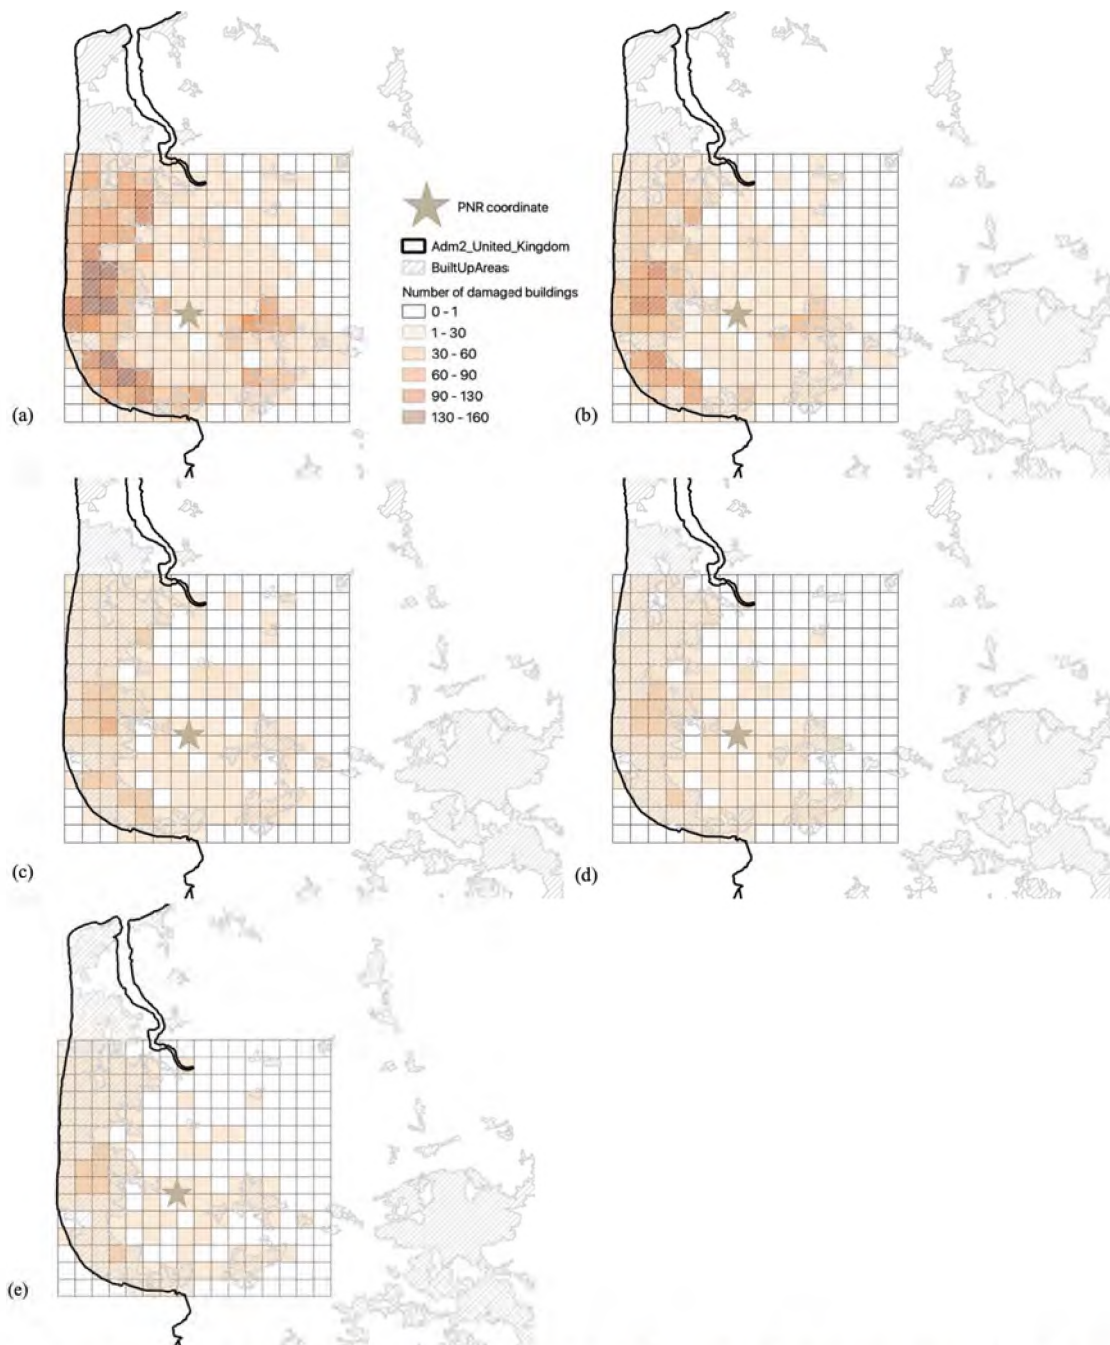 PNR coordinate
Adm2_United_Kingdom
BuiltUpAreas
Number of damaged buildings
0 - 1
1 - 30
30 - 60
60 - 90
90 - 130
130 - 160
(a)
(b)
(c)
(d)
(e)